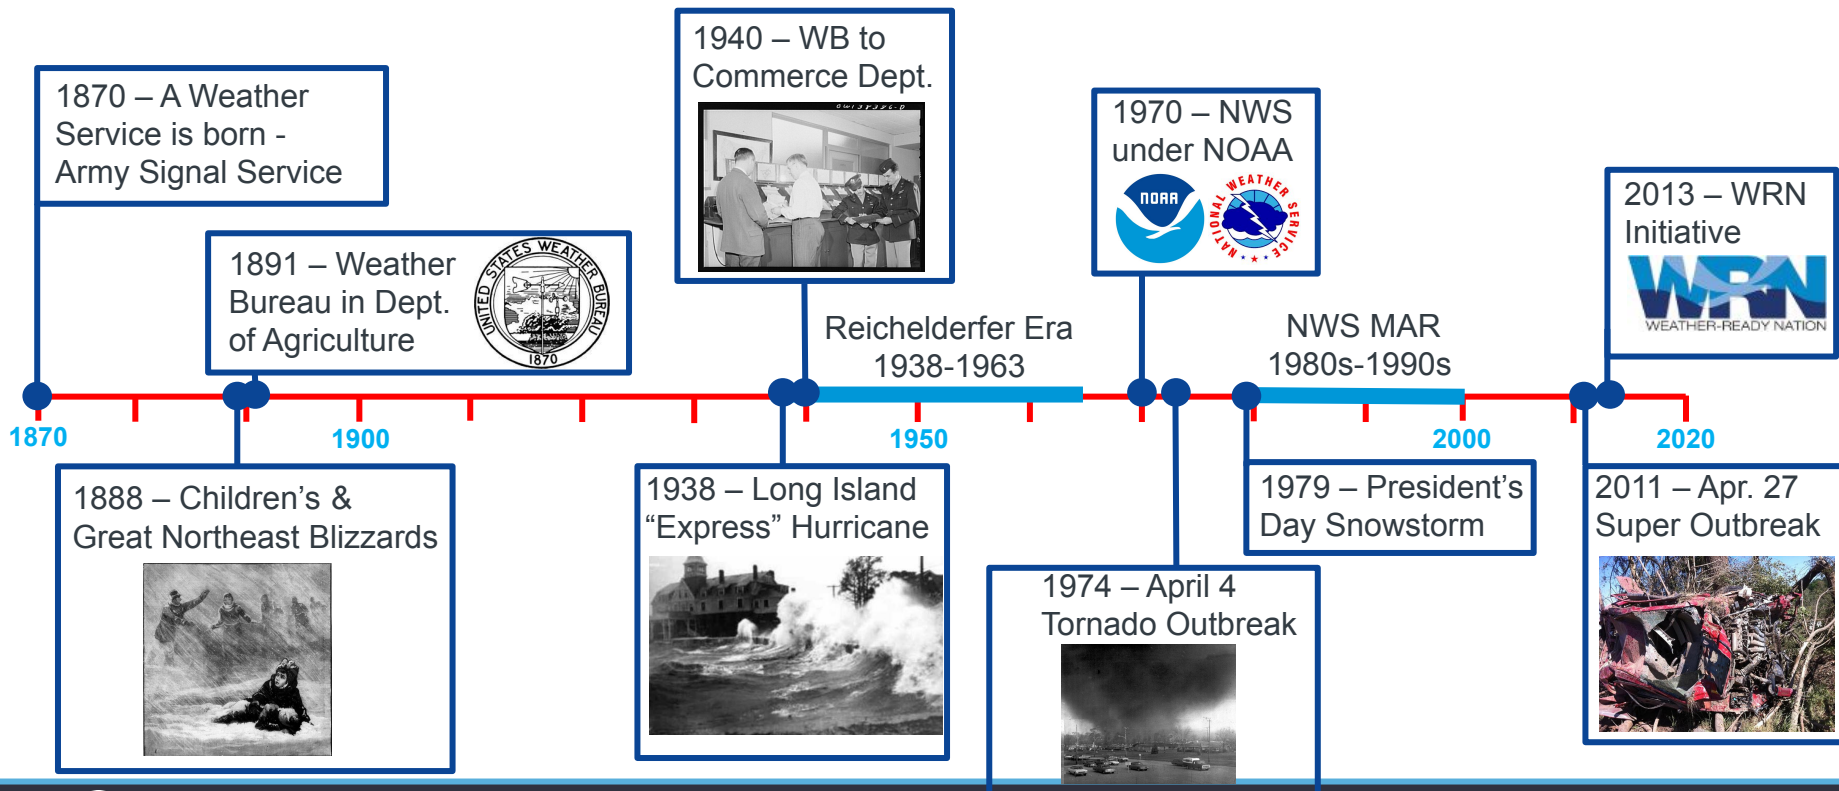 1870 – A Weather
Service is born -
Army Signal Service
1891 – Weather
Bureau in Dept.
of Agriculture
UNITED STATES WEATHER BUREAU
1870
1940 – WB to
Commerce Dept.
1970 – NWS
under NOAA
NOAA
NATIONAL WEATHER SERVICE
2013 – WRN
Initiative
WRN
WEATHER-READY NATION
Reichelderfer Era
1938-1963
NWS MAR
1980s-1990s
1870
1900
1950
2000
2020
1888 – Children’s &
Great Northeast Blizzards
1938 – Long Island
“Express” Hurricane
1974 – April 4
Tornado Outbreak
1979 – President’s
Day Snowstorm
2011 – Apr. 27
Super Outbreak